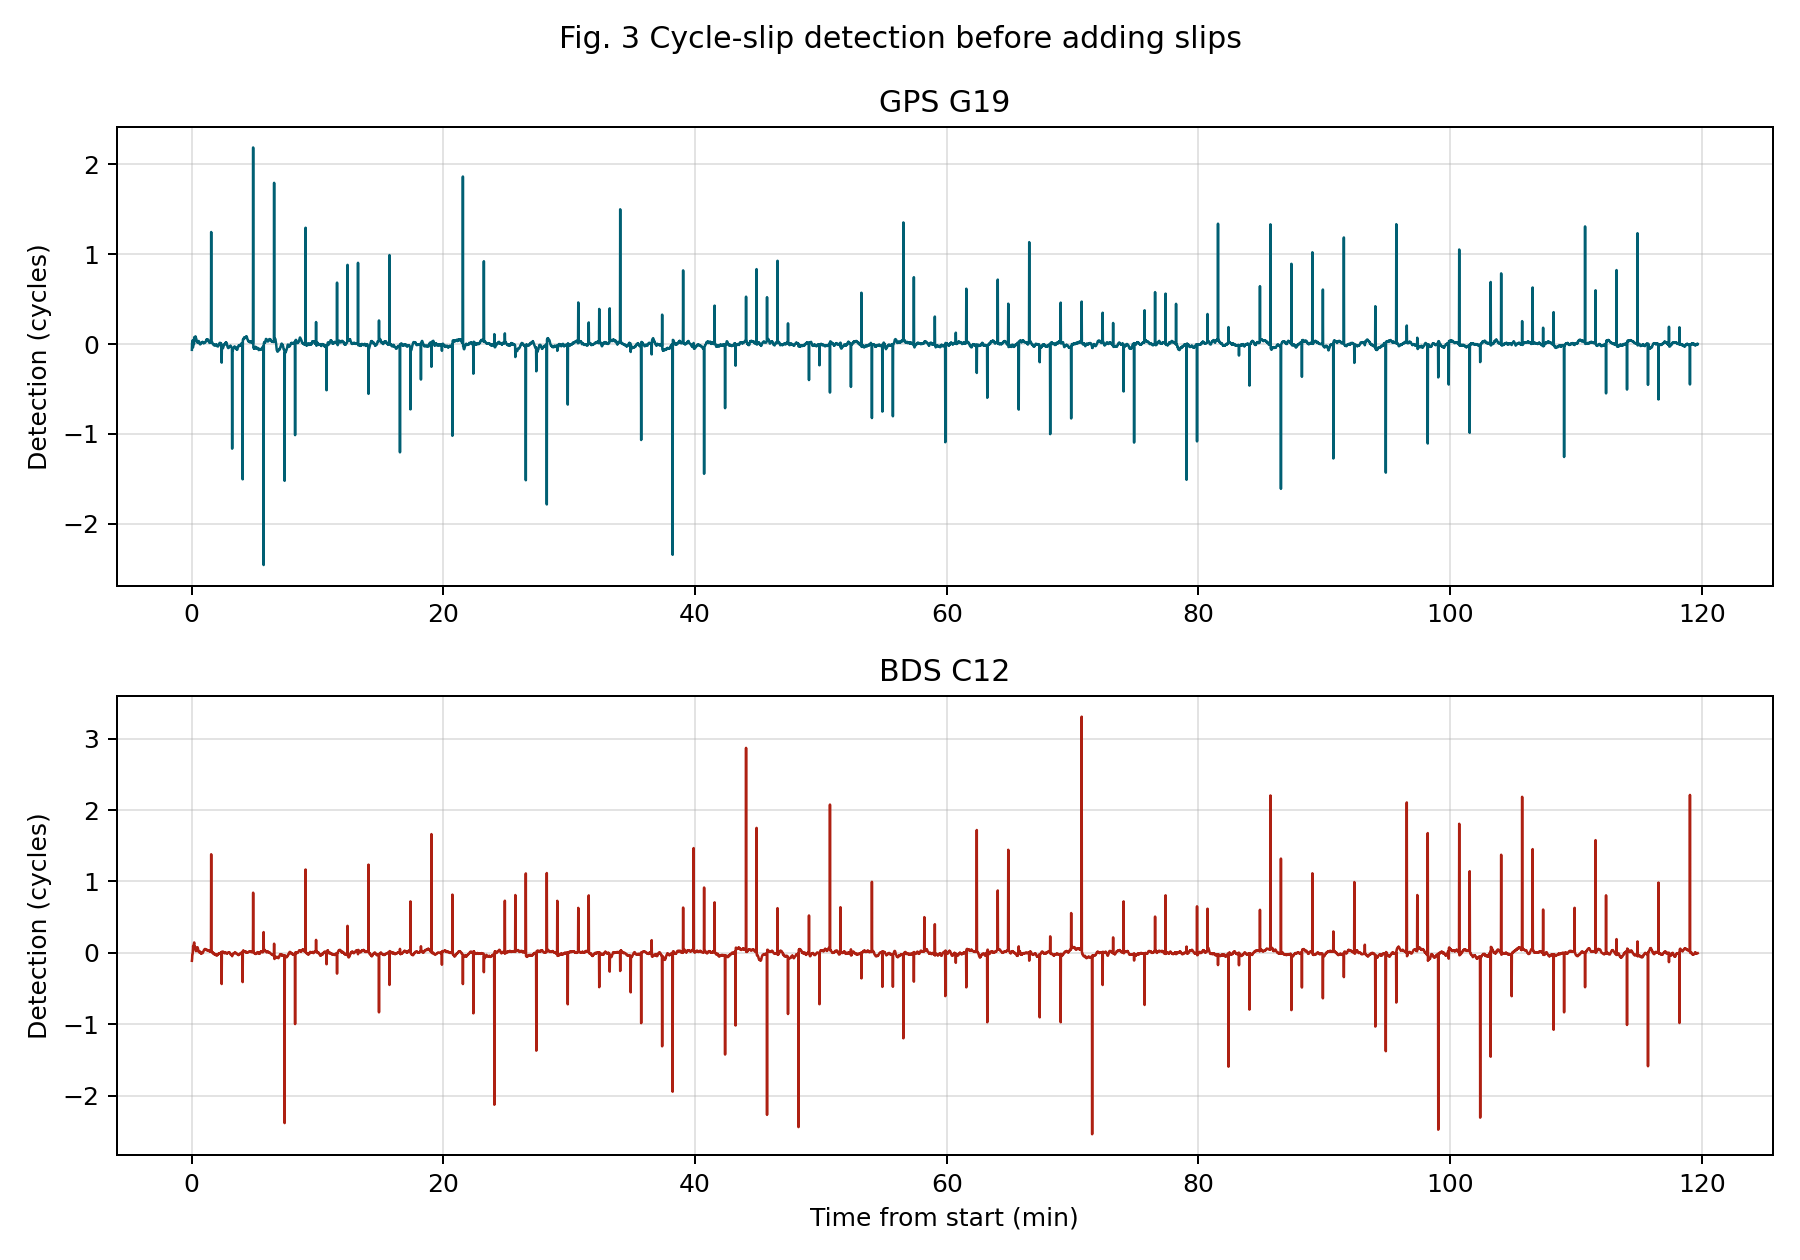 Fig. 3 Cycle-slip detection before adding slips
GPS G19
Detection (cycles)
2
1
0
−1
−2
0 20 40 60 80 100 120
BDS C12
Detection (cycles)
3
2
1
0
−1
−2
0 20 40 60 80 100 120
Time from start (min)